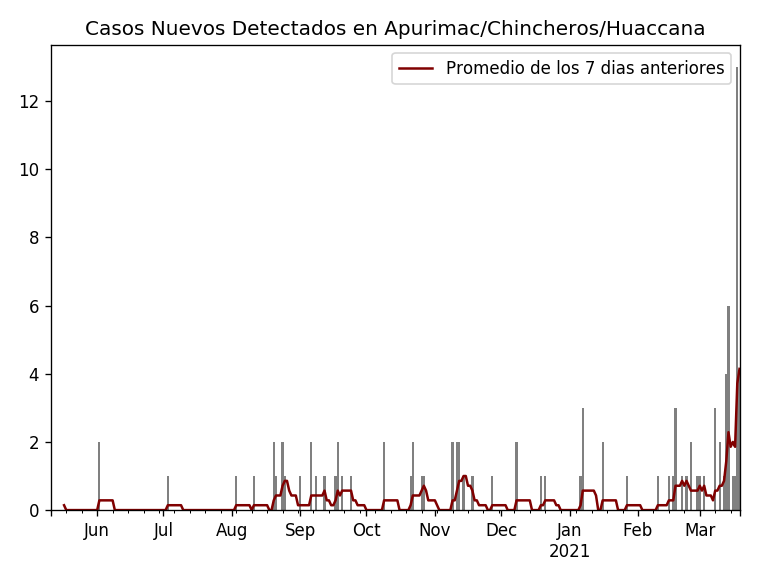 Casos Nuevos Detectados en Apurimac/Chincheros/Huaccana
Promedio de los 7 dias anteriores
12
10
8
6
4
2
0
Jun Jul Aug Sep Oct Nov Dec Jan Feb Mar
2021